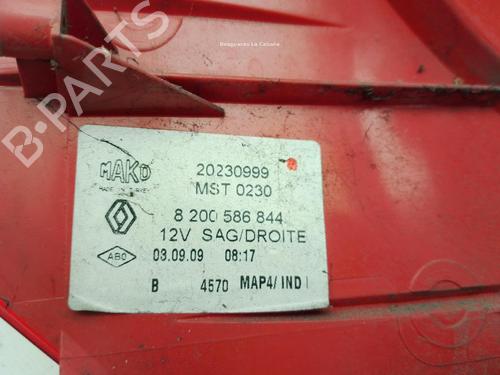 Desguaces La Cabaña
B-PARTS
MAKO
MADE IN TURKEY
20230999
MST 0230
8 200 586 844
12V SAG/DROITE
ABO
03.09.09 08:17
B 4570 MAP4/ IND I